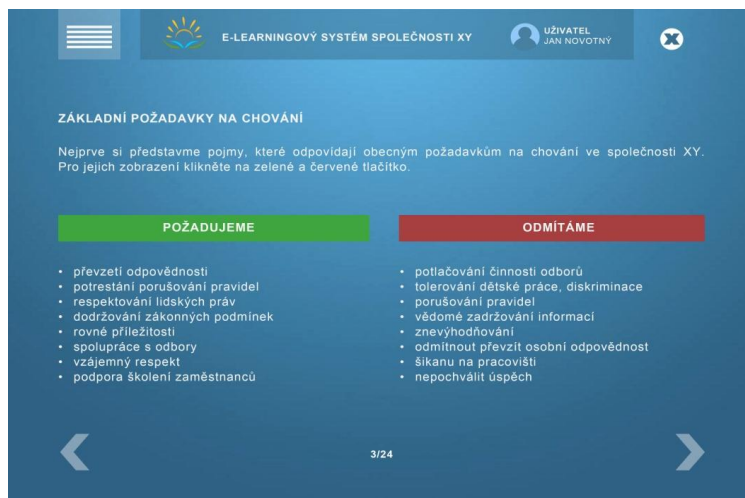 E-LEARNINGOVÝ SYSTÉM SPOLEČNOSTI XY
UŽIVATEL
JAN NOVOTNÝ
ZÁKLADNÍ POŽADAVKY NA CHOVÁNÍ
Nejprve si představme pojmy, které odpovídají obecným požadavkům na chování ve společnosti XY.
Pro jejich zobrazení klikněte na zelené a červené tlačítko.
POŽADUJEME
• převzetí odpovědnosti
• potrestání porušování pravidel
• respektování lidských práv
• dodržování zákonných podmínek
• rovné příležitosti
• spolupráce s odbory
• vzájemný respekt
• podpora školení zaměstnanců
ODMÍTÁME
• potlačování činnosti odborů
• tolerování dětské práce, diskriminace
• porušování pravidel
• vědomé zadržování informací
• znevýhodňování
• odmítnout převzít osobní odpovědnost
• šikanu na pracovišti
• nepochválit úspěch
3/24